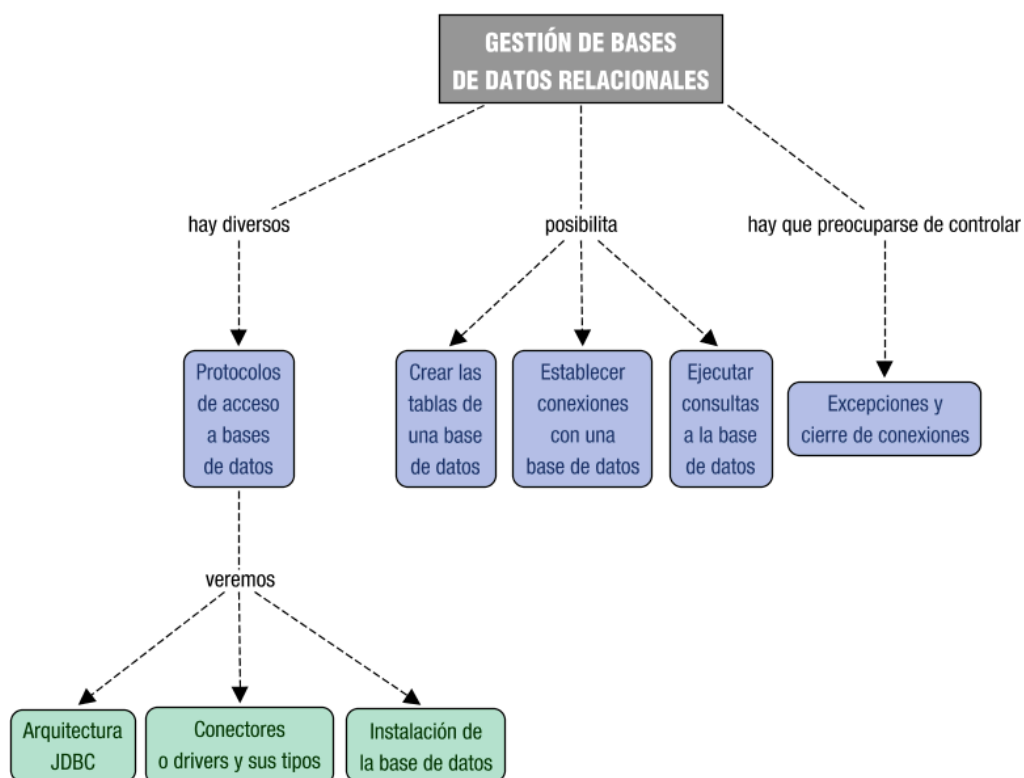 GESTIÓN DE BASES
DE DATOS RELACIONALES
hay diversos
posibilita
hay que preocuparse de controlar
Protocolos
de acceso
a bases
de datos
Crear las
tablas de
una base
de datos
Establecer
conexiones
con una
base de datos
Ejecutar
consultas
a la base
de datos
Excepciones y
cierre de conexiones
veremos
Arquitectura
JDBC
Conectores
o drivers y sus tipos
Instalación de
la base de datos